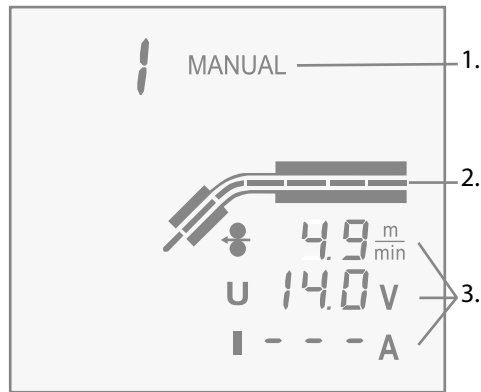 1 MANUAL 1.
2.
4.9 m/min
U 14.0 V 3.
I - - - A